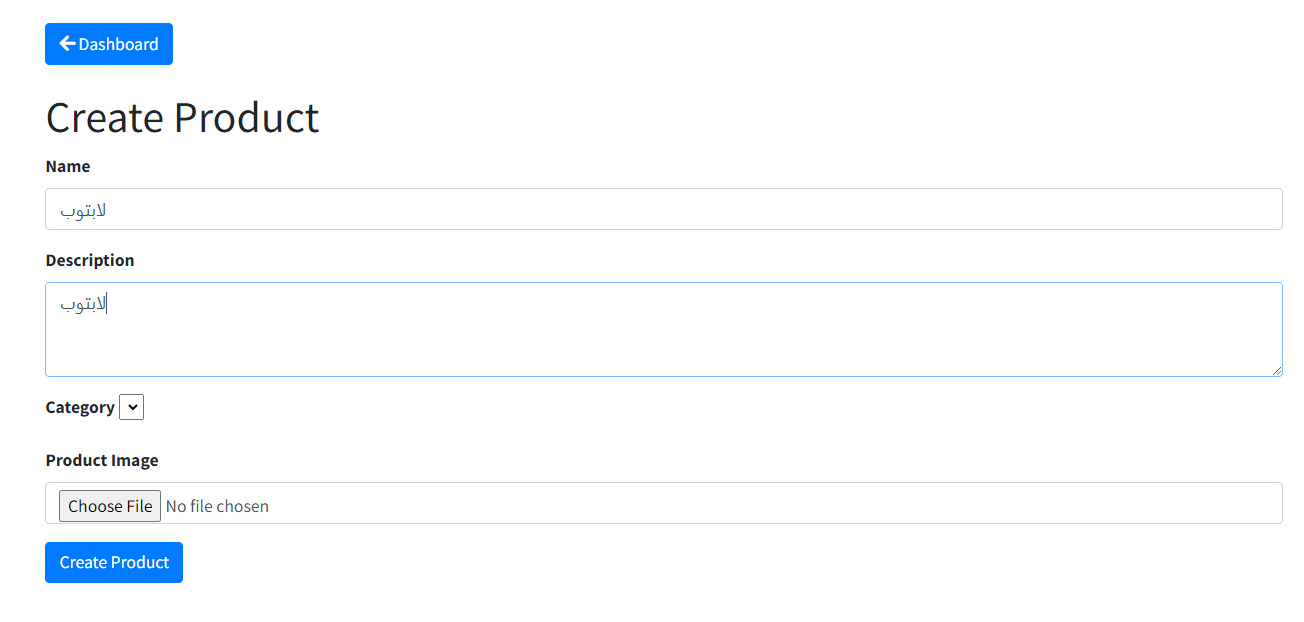 Dashboard
Create Product
Name
لابتوب
Description
لابتوب
Category
Product Image
Choose File No file chosen
Create Product